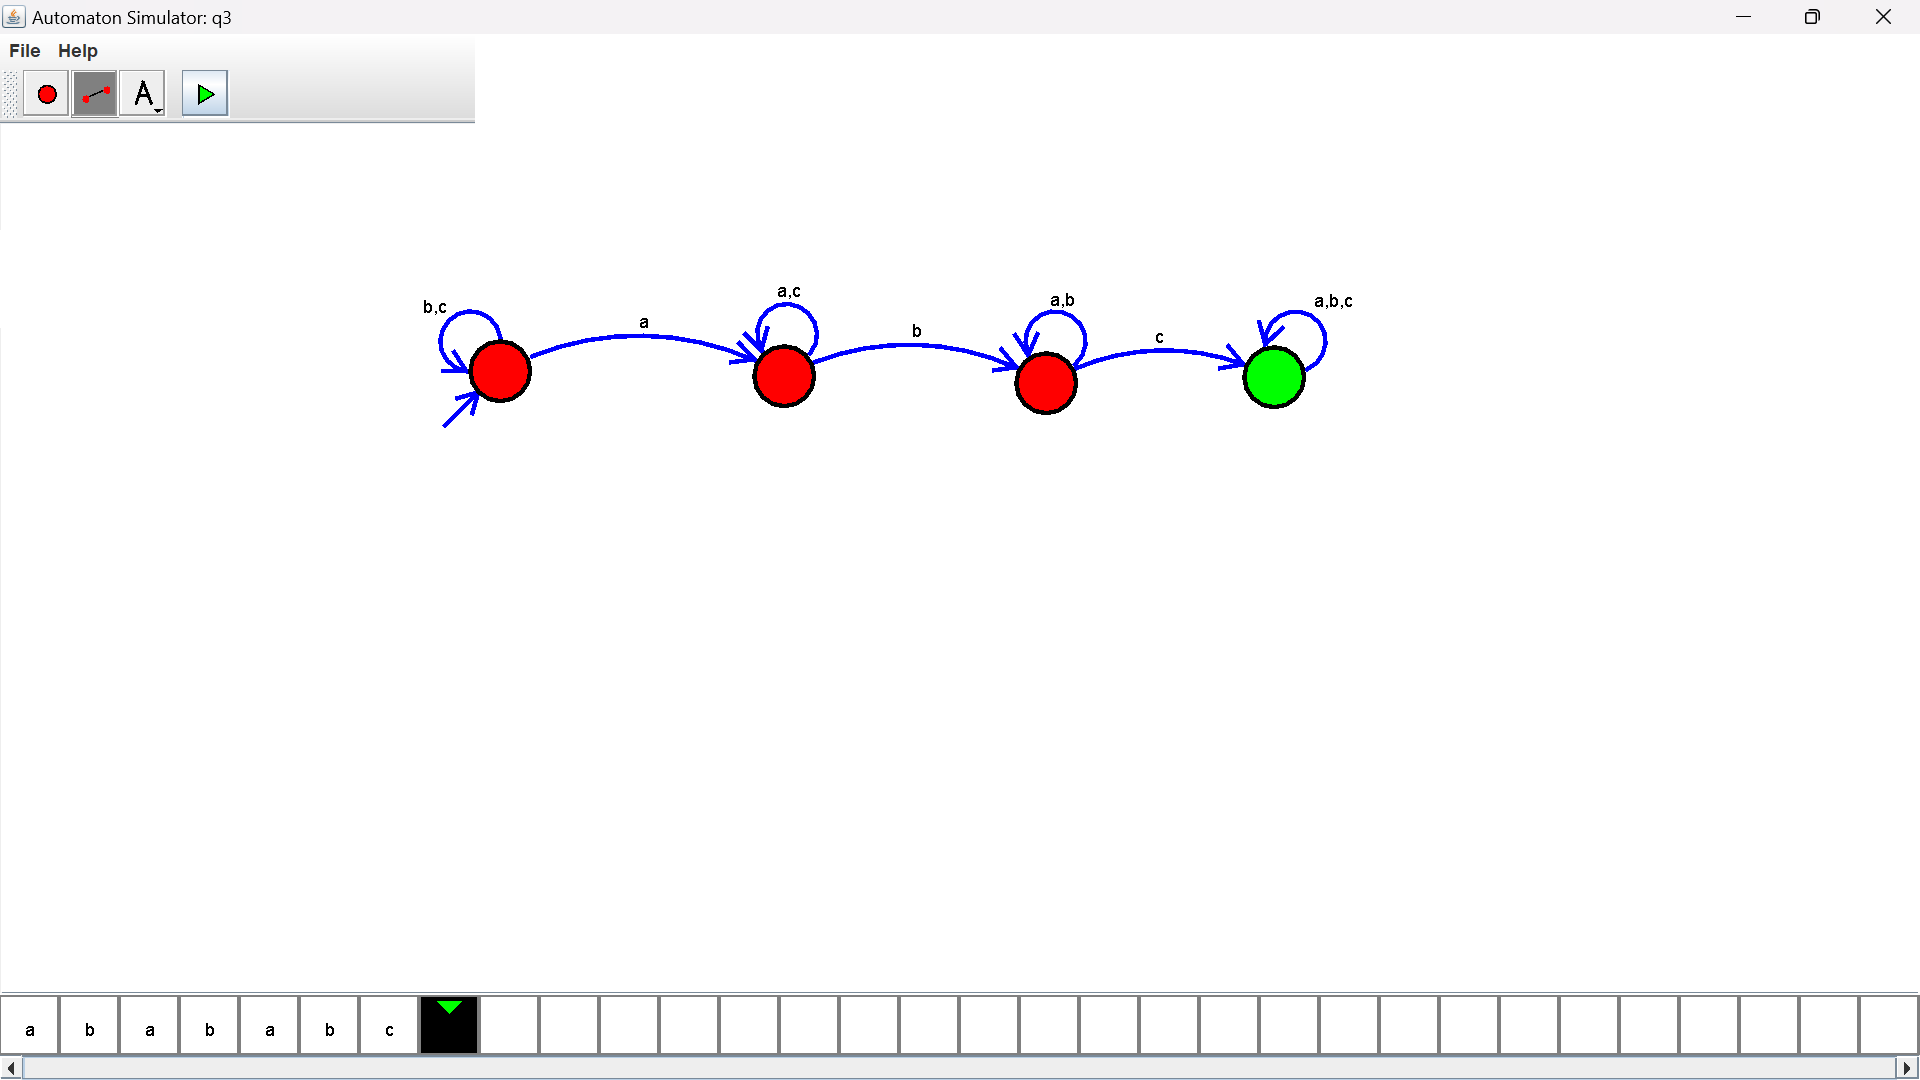 Automaton Simulator: q3
File Help
A
b,c
a
a,c
b
a,b
c
a,b,c
a b a b a b c